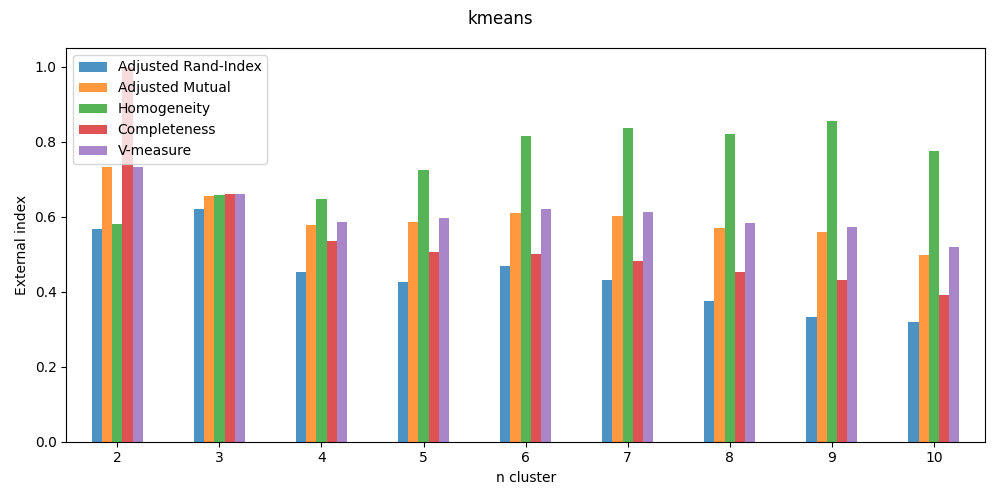 kmeans
External index
1.0
0.8
0.6
0.4
0.2
0.0
Adjusted Rand-Index
Adjusted Mutual
Homogeneity
Completeness
V-measure
2 3 4 5 6 7 8 9 10
n cluster